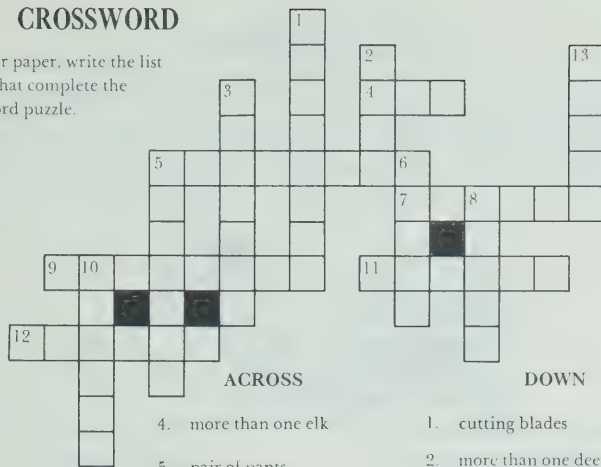 CROSSWORD
r paper, write the list
hat complete the
ord puzzle.
1
2
13
3
4
5
6
7
8
9
10
11
12
ACROSS
4. more than one elk
5. pair of pants
DOWN
1. cutting blades
2. more than one dee